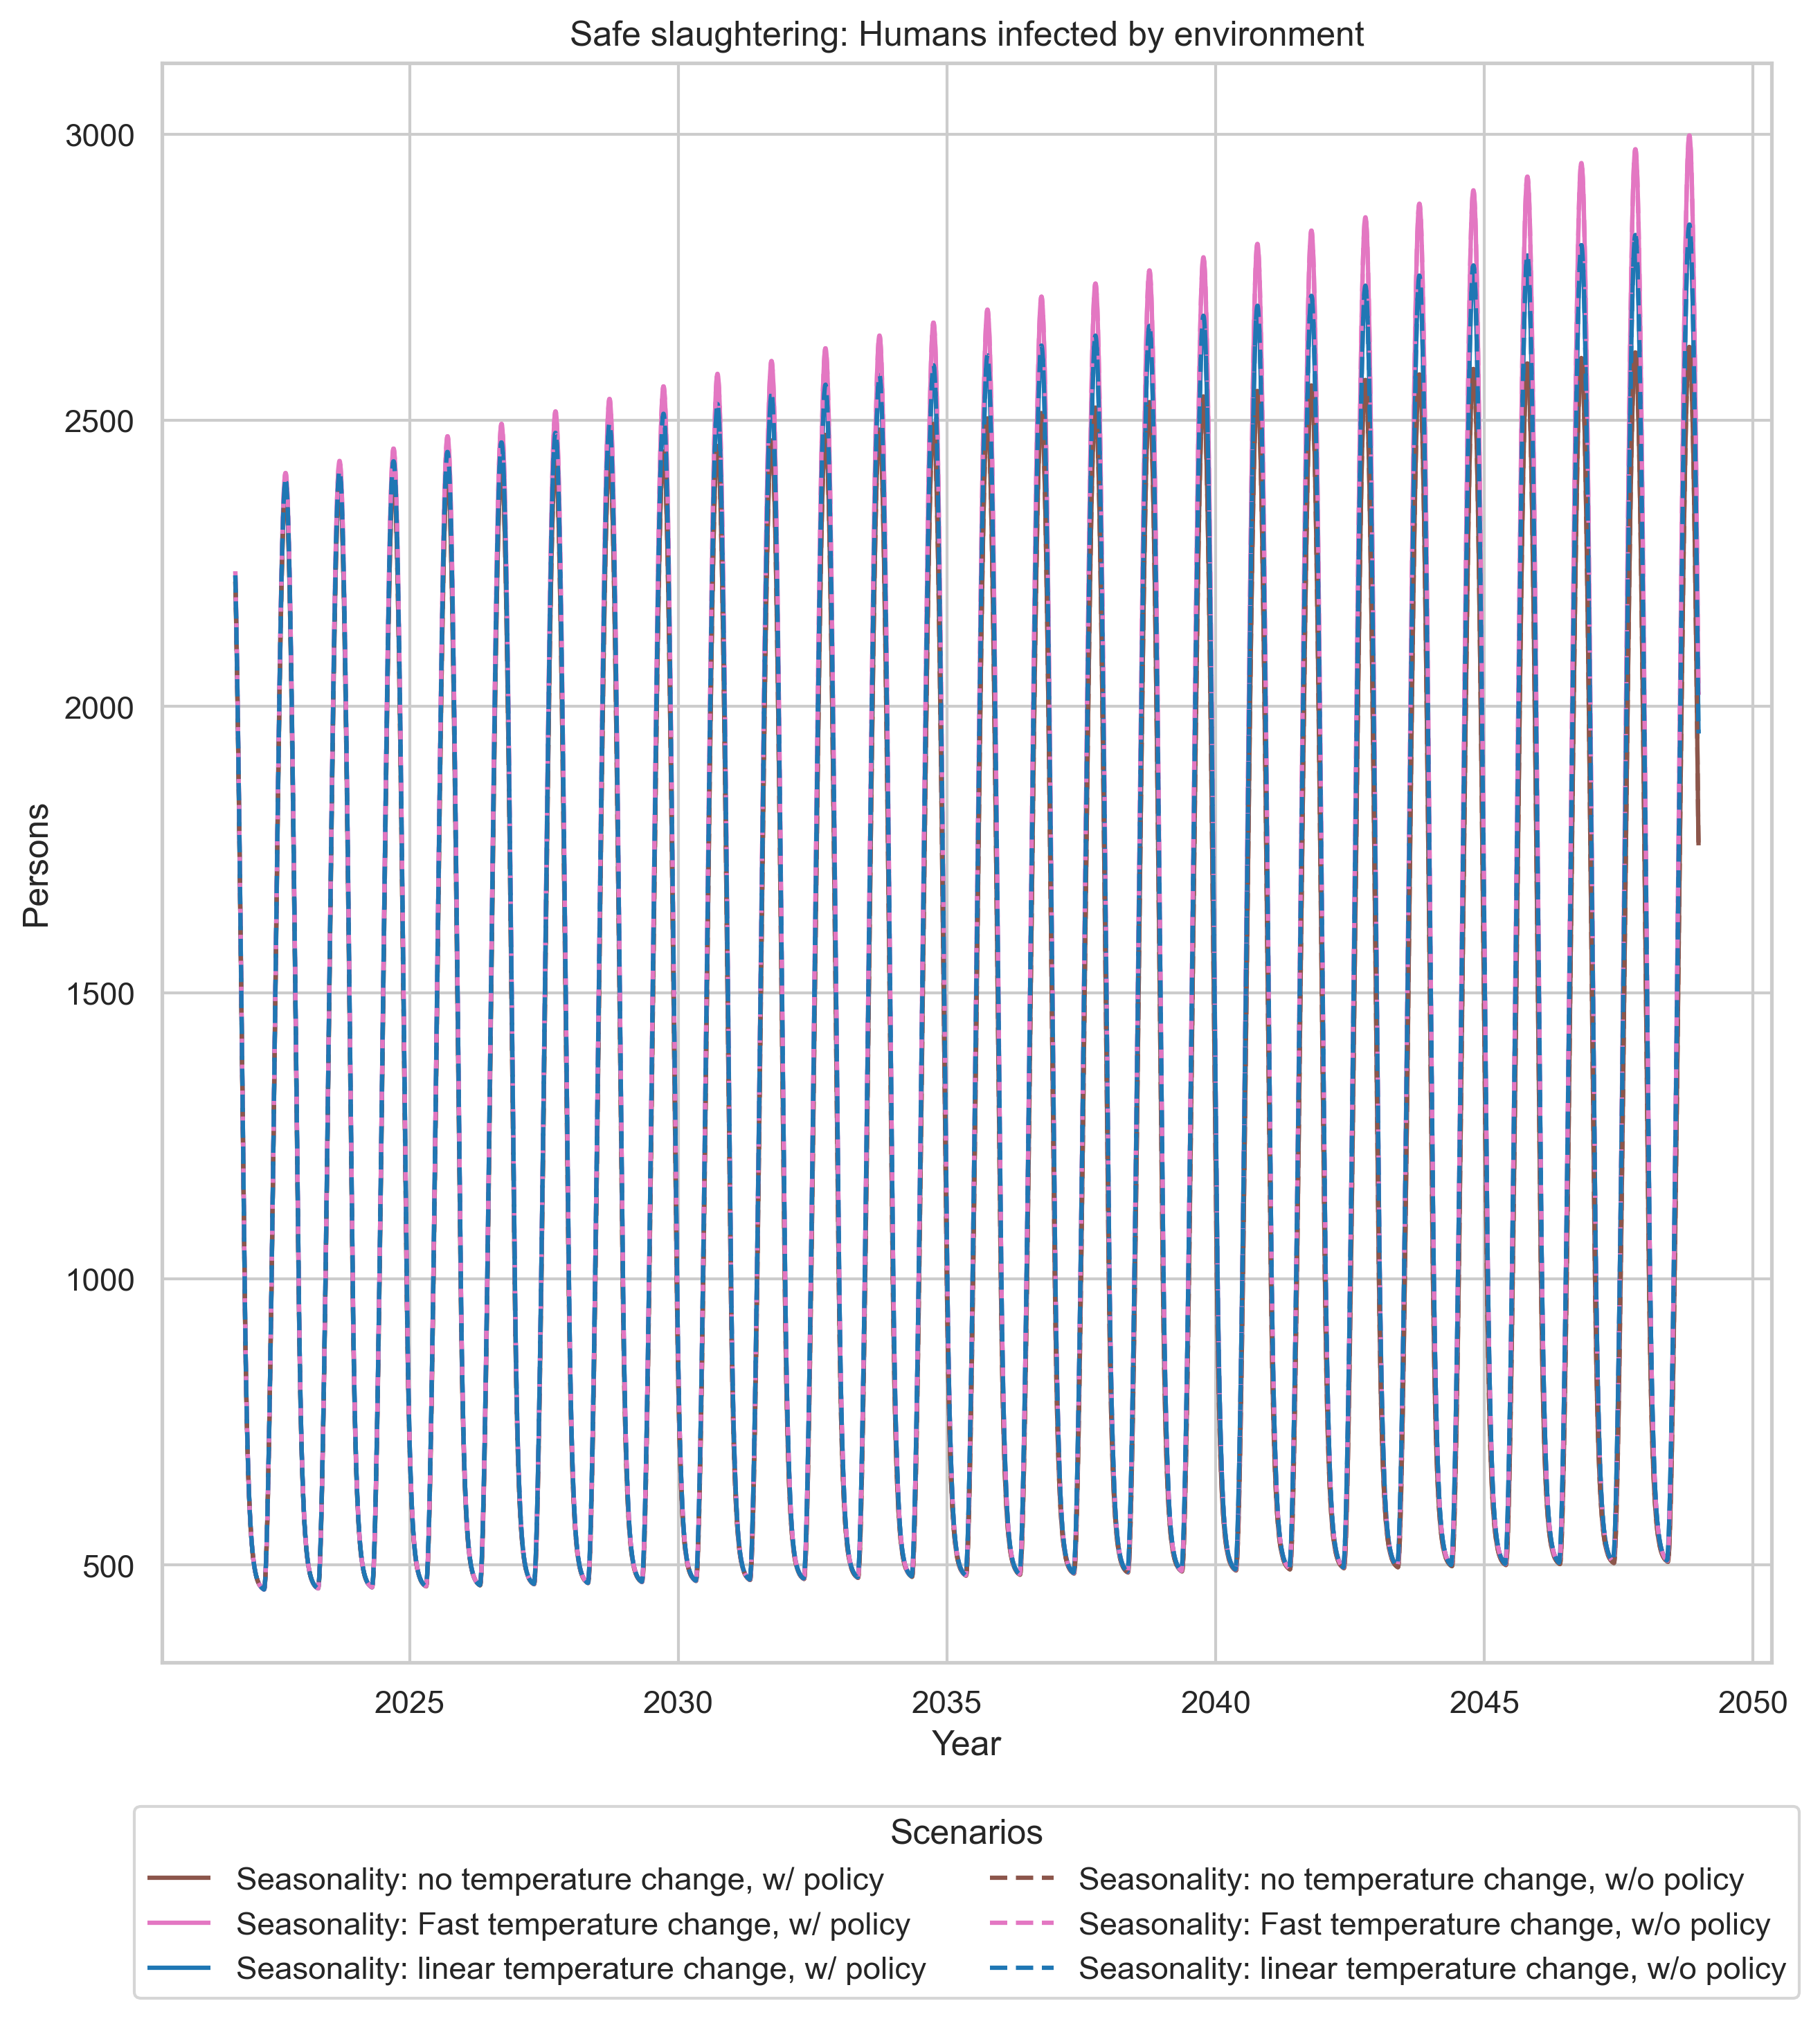 Safe slaughtering: Humans infected by environment
3000
2500
2000
1500
1000
500
Persons
2025 2030 2035 2040 2045 2050
Year
Scenarios
Seasonality: no temperature change, w/ policy
Seasonality: Fast temperature change, w/ policy
Seasonality: linear temperature change, w/ policy
Seasonality: no temperature change, w/o policy
Seasonality: Fast temperature change, w/o policy
Seasonality: linear temperature change, w/o policy